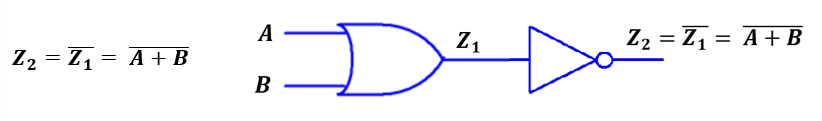 Z₂ = Z̅₁̅ = A̅ ̅+̅ ̅B̅
A
B
Z₁
Z₂ = Z̅₁̅ = A̅ ̅+̅ ̅B̅